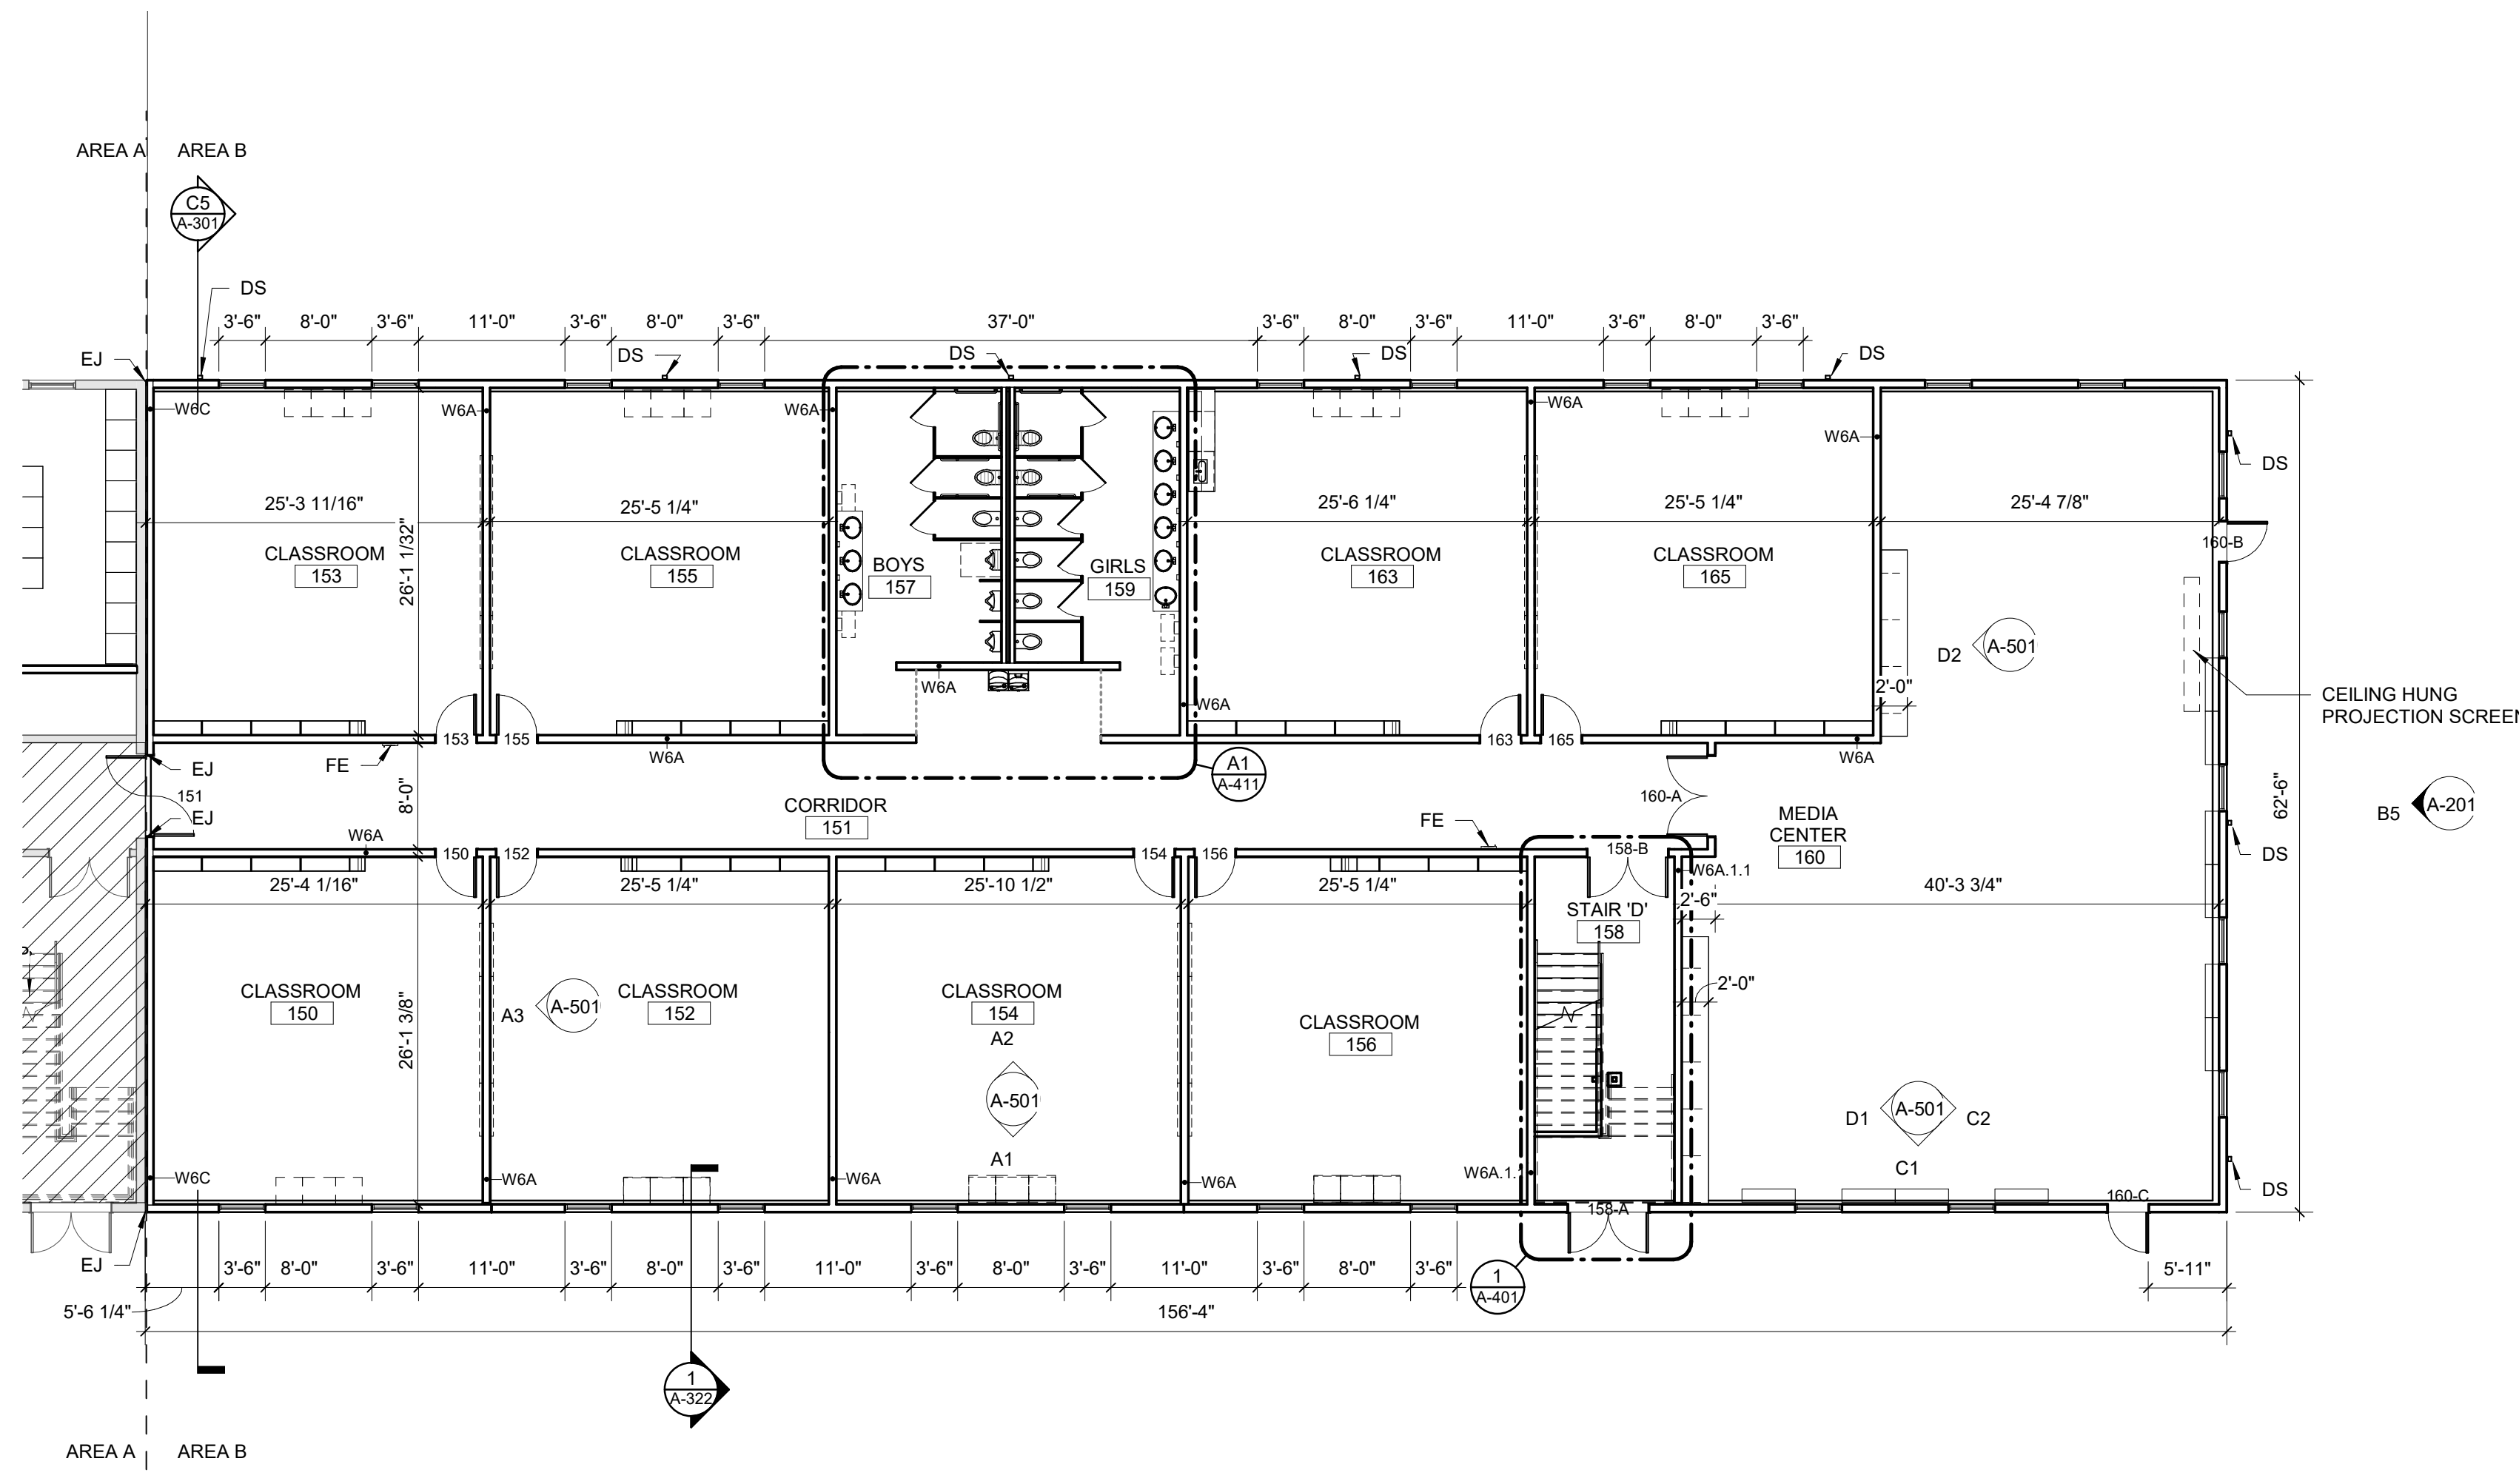 AREA A
AREA B
C5
A-301
DS
3'-6"
8'-0"
3'-6"
11'-0"
3'-6"
8'-0"
3'-6"
37'-0"
3'-6"
8'-0"
3'-6"
11'-0"
3'-6"
8'-0"
3'-6"
EJ
DS
DS
DS
DS
W6C
W6A
W6A
W6A
W6A
DS
25'-3 11/16"
25'-5 1/4"
25'-6 1/4"
25'-5 1/4"
25'-4 7/8"
26'-1 1/32"
160-B
CLASSROOM
153
CLASSROOM
155
BOYS
157
GIRLS
159
CLASSROOM
163
CLASSROOM
165
D2
A-501
W6A
2'-0"
W6A
CEILING HUNG
PROJECTION SCREEN
153
155
163
165
W6A
W6A
FE
EJ
A1
A-411
151
8'-0"
160-A
62'-6"
B5
A-201
CORRIDOR
151
EJ
FE
MEDIA
CENTER
160
W6A
150
152
154
156
158-B
DS
W6A.1.1
25'-4 1/16"
25'-5 1/4"
25'-10 1/2"
25'-5 1/4"
2'-6"
40'-3 3/4"
STAIR 'D'
158
2'-0"
CLASSROOM
150
A3
A-501
CLASSROOM
152
CLASSROOM
154
A2
A-501
A1
CLASSROOM
156
26'-1 3/8"
D1
A-501
C2
C1
W6C
W6A
W6A
W6A
W6A.1.
DS
160-C
158-A
EJ
3'-6"
8'-0"
3'-6"
11'-0"
3'-6"
8'-0"
3'-6"
11'-0"
3'-6"
8'-0"
3'-6"
11'-0"
3'-6"
8'-0"
3'-6"
5'-11"
1
A-401
5'-6 1/4"
156'-4"
1
A-322
AREA A
AREA B